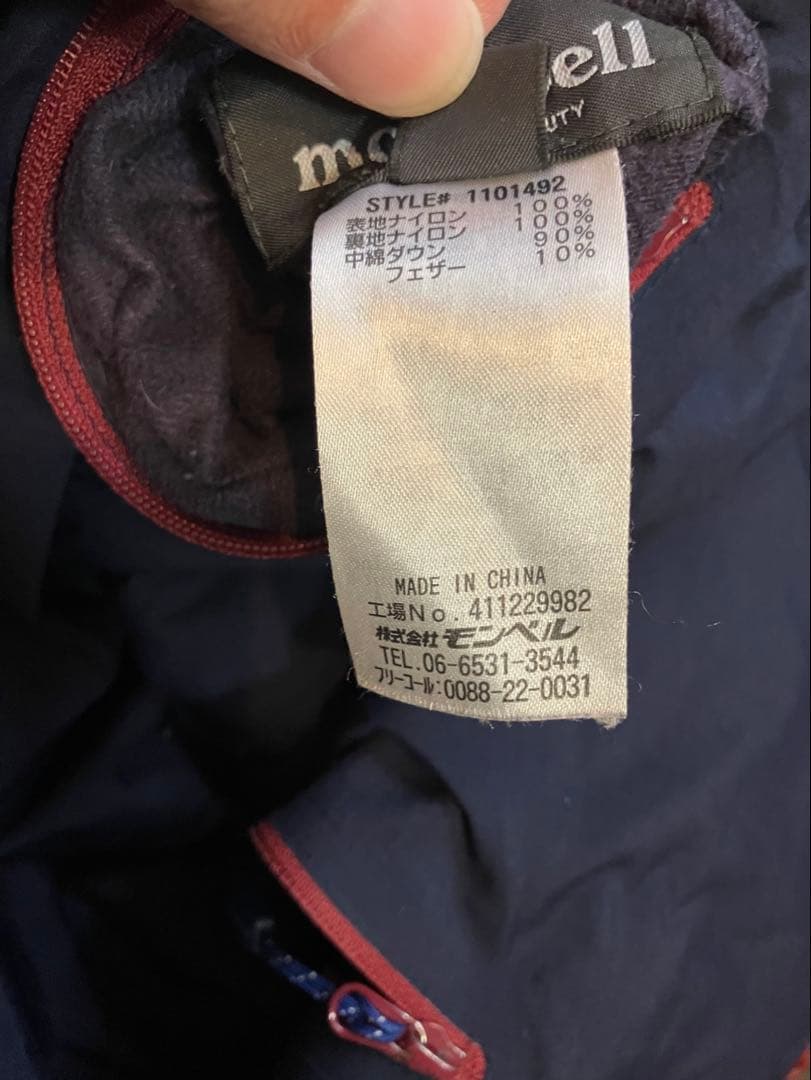 ell
UTY
STYLE# 1101492
表地ナイロン 100%
裏地ナイロン 100%
中綿ダウン 90%
フェザー 10%
MADE IN CHINA
工場No. 411229982
株式会社 モンベル
TEL.06-6531-3544
フリーコール:0088-22-0031